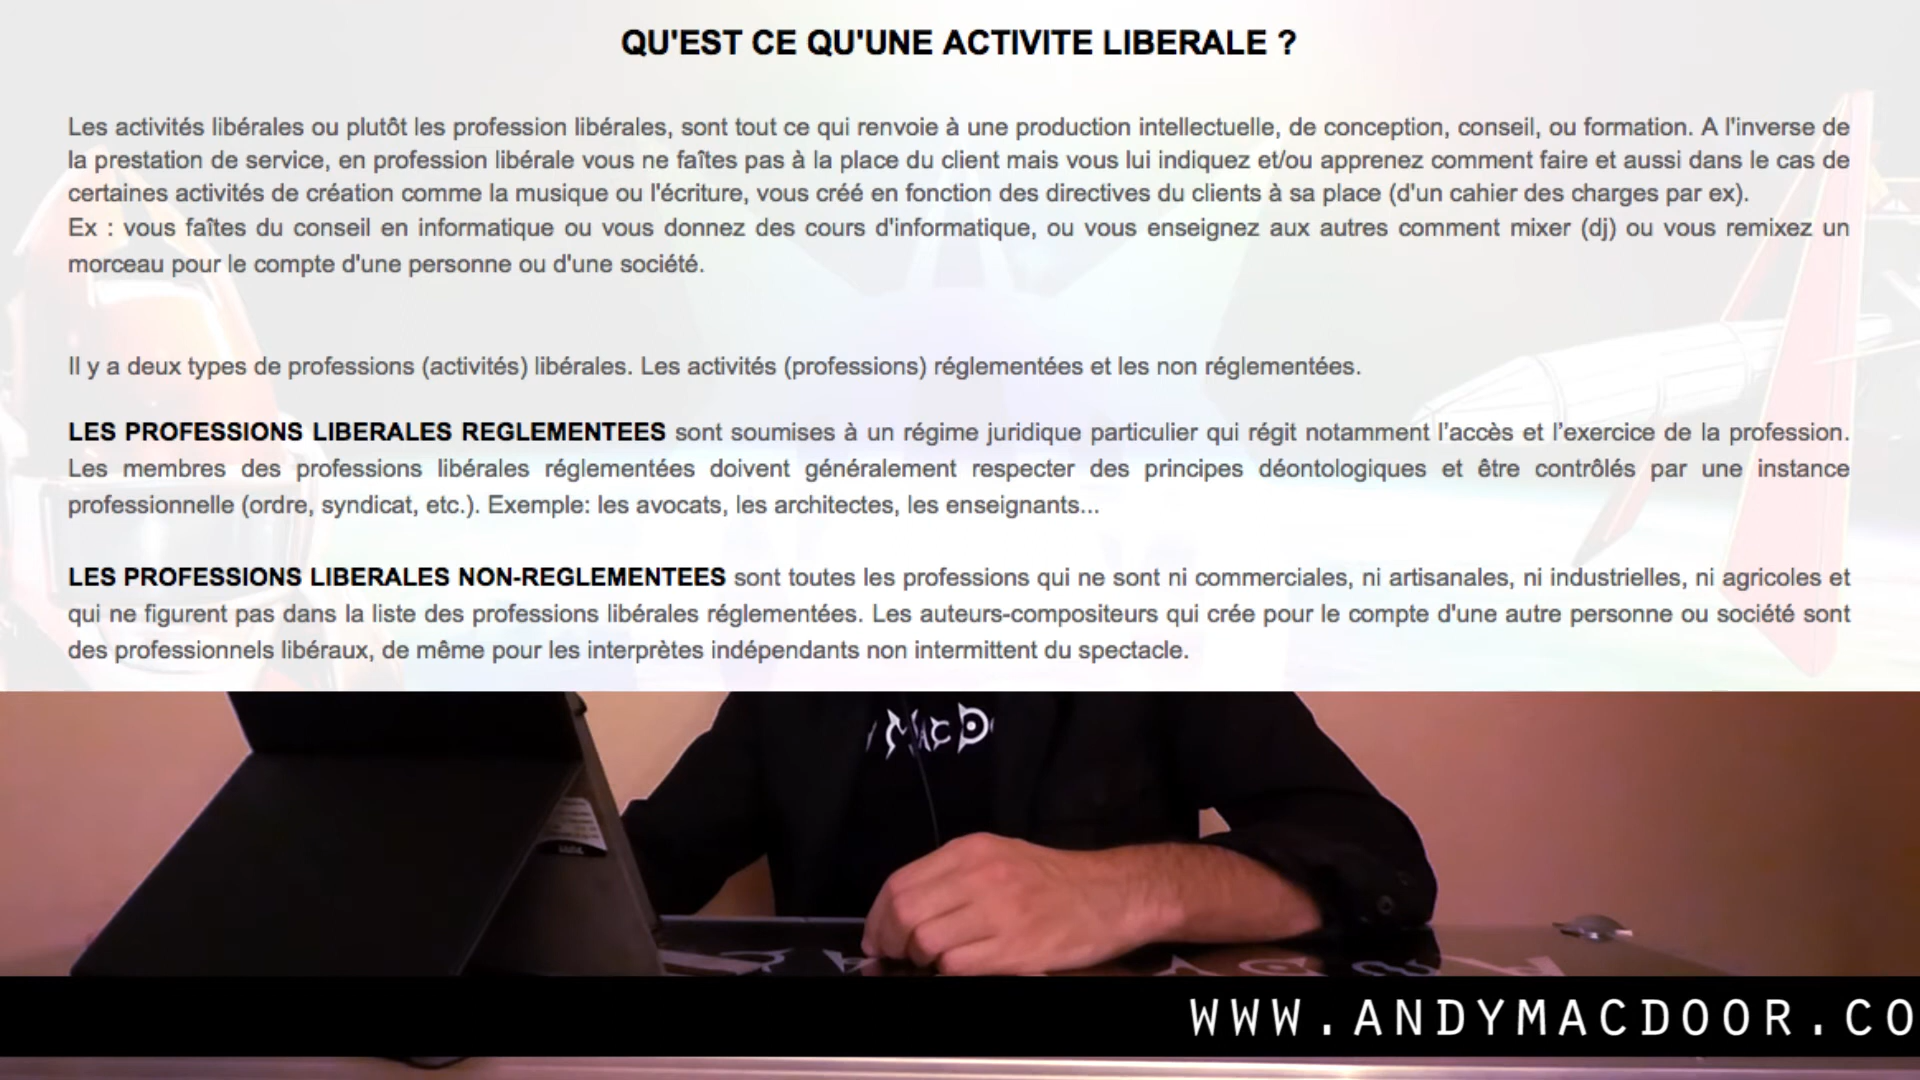 QU'EST CE QU'UNE ACTIVITE LIBERALE ?
Les activités libérales ou plutôt les profession libérales, sont tout ce qui renvoie à une production intellectuelle, de conception, conseil, ou formation. A l'inverse de
la prestation de service, en profession libérale vous ne faîtes pas à la place du client mais vous lui indiquez et/ou apprenez comment faire et aussi dans le cas de
certaines activités de création comme la musique ou l'écriture, vous créé en fonction des directives du clients à sa place (d'un cahier des charges par ex).
Ex : vous faîtes du conseil en informatique ou vous donnez des cours d'informatique, ou vous enseignez aux autres comment mixer (dj) ou vous remixez un
morceau pour le compte d'une personne ou d'une société.
Il y a deux types de professions (activités) libérales. Les activités (professions) réglementées et les non réglementées.
LES PROFESSIONS LIBERALES REGLEMENTEES sont soumises à un régime juridique particulier qui régit notamment l’accès et l’exercice de la profession.
Les membres des professions libérales réglementées doivent généralement respecter des principes déontologiques et être contrôlés par une instance
professionnelle (ordre, syndicat, etc.). Exemple: les avocats, les architectes, les enseignants...
LES PROFESSIONS LIBERALES NON-REGLEMENTEES sont toutes les professions qui ne sont ni commerciales, ni artisanales, ni industrielles, ni agricoles et
qui ne figurent pas dans la liste des professions libérales réglementées. Les auteurs-compositeurs qui crée pour le compte d'une autre personne ou société sont
des professionnels libéraux, de même pour les interprètes indépendants non intermittent du spectacle.
MACD
WWW.ANDYMACDOOR.CO